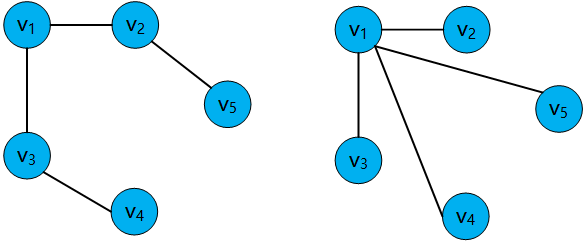 v₁ v₂ v₁ v₂
v₅ v₅
v₃ v₃
v₄ v₄